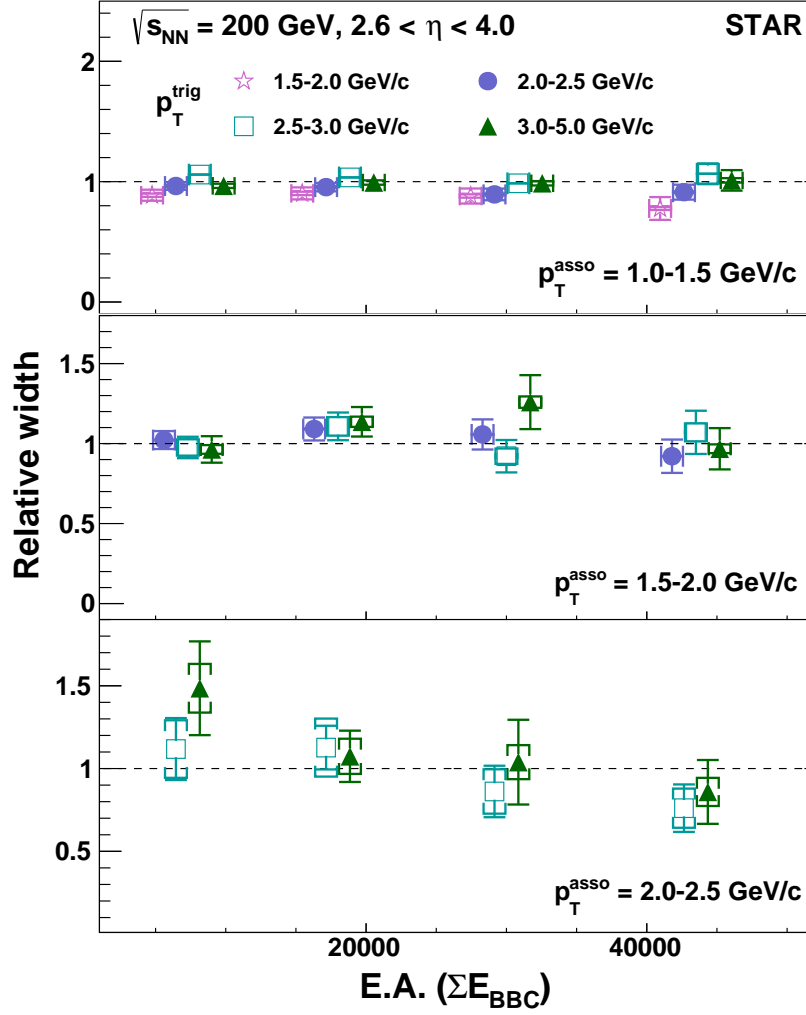 √s_NN = 200 GeV, 2.6 < η < 4.0 STAR
p_T^trig
1.5-2.0 GeV/c
2.0-2.5 GeV/c
2.5-3.0 GeV/c
3.0-5.0 GeV/c
2
1
0
p_T^asso = 1.0-1.5 GeV/c
Relative width
1.5
1
0.5
0
p_T^asso = 1.5-2.0 GeV/c
1.5
1
0.5
p_T^asso = 2.0-2.5 GeV/c
20000 40000
E.A. (ΣE_BBC)